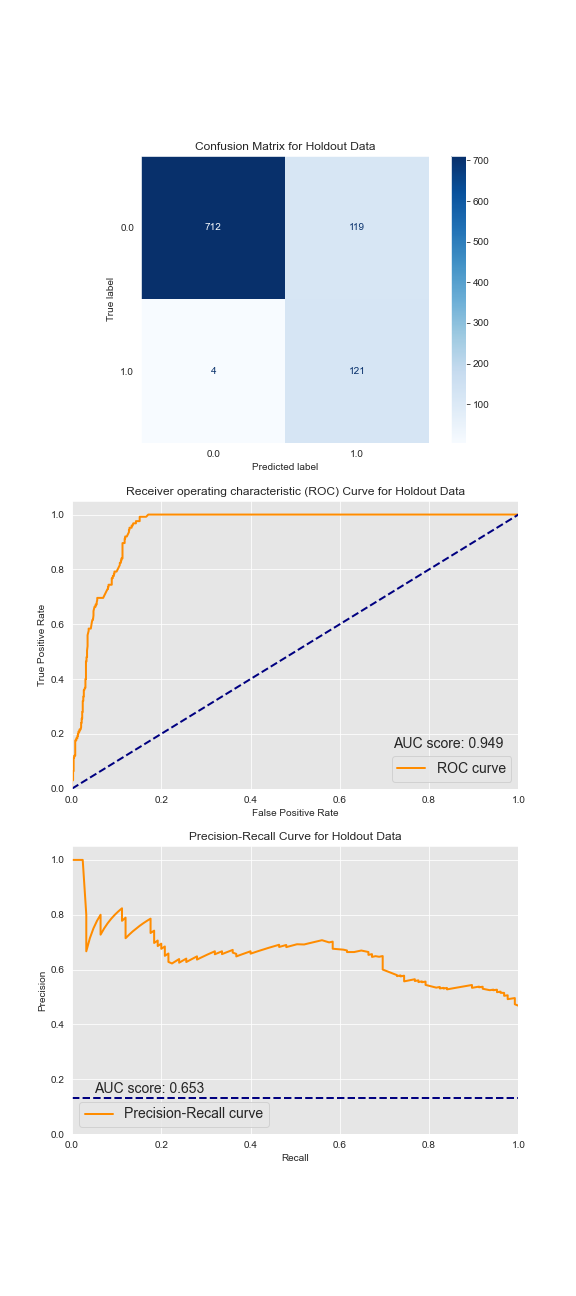 Confusion Matrix for Holdout Data
700
600
500
400
300
200
100
0.0
712
119
1.0
4
121
True label
0.0 1.0
Predicted label
Receiver operating characteristic (ROC) Curve for Holdout Data
1.0
0.8
0.6
0.4
0.2
0.0
True Positive Rate
AUC score: 0.949
ROC curve
0.0 0.2 0.4 0.6 0.8 1.0
False Positive Rate
Precision-Recall Curve for Holdout Data
1.0
0.8
0.6
0.4
0.2
0.0
Precision
AUC score: 0.653
Precision-Recall curve
0.0 0.2 0.4 0.6 0.8 1.0
Recall